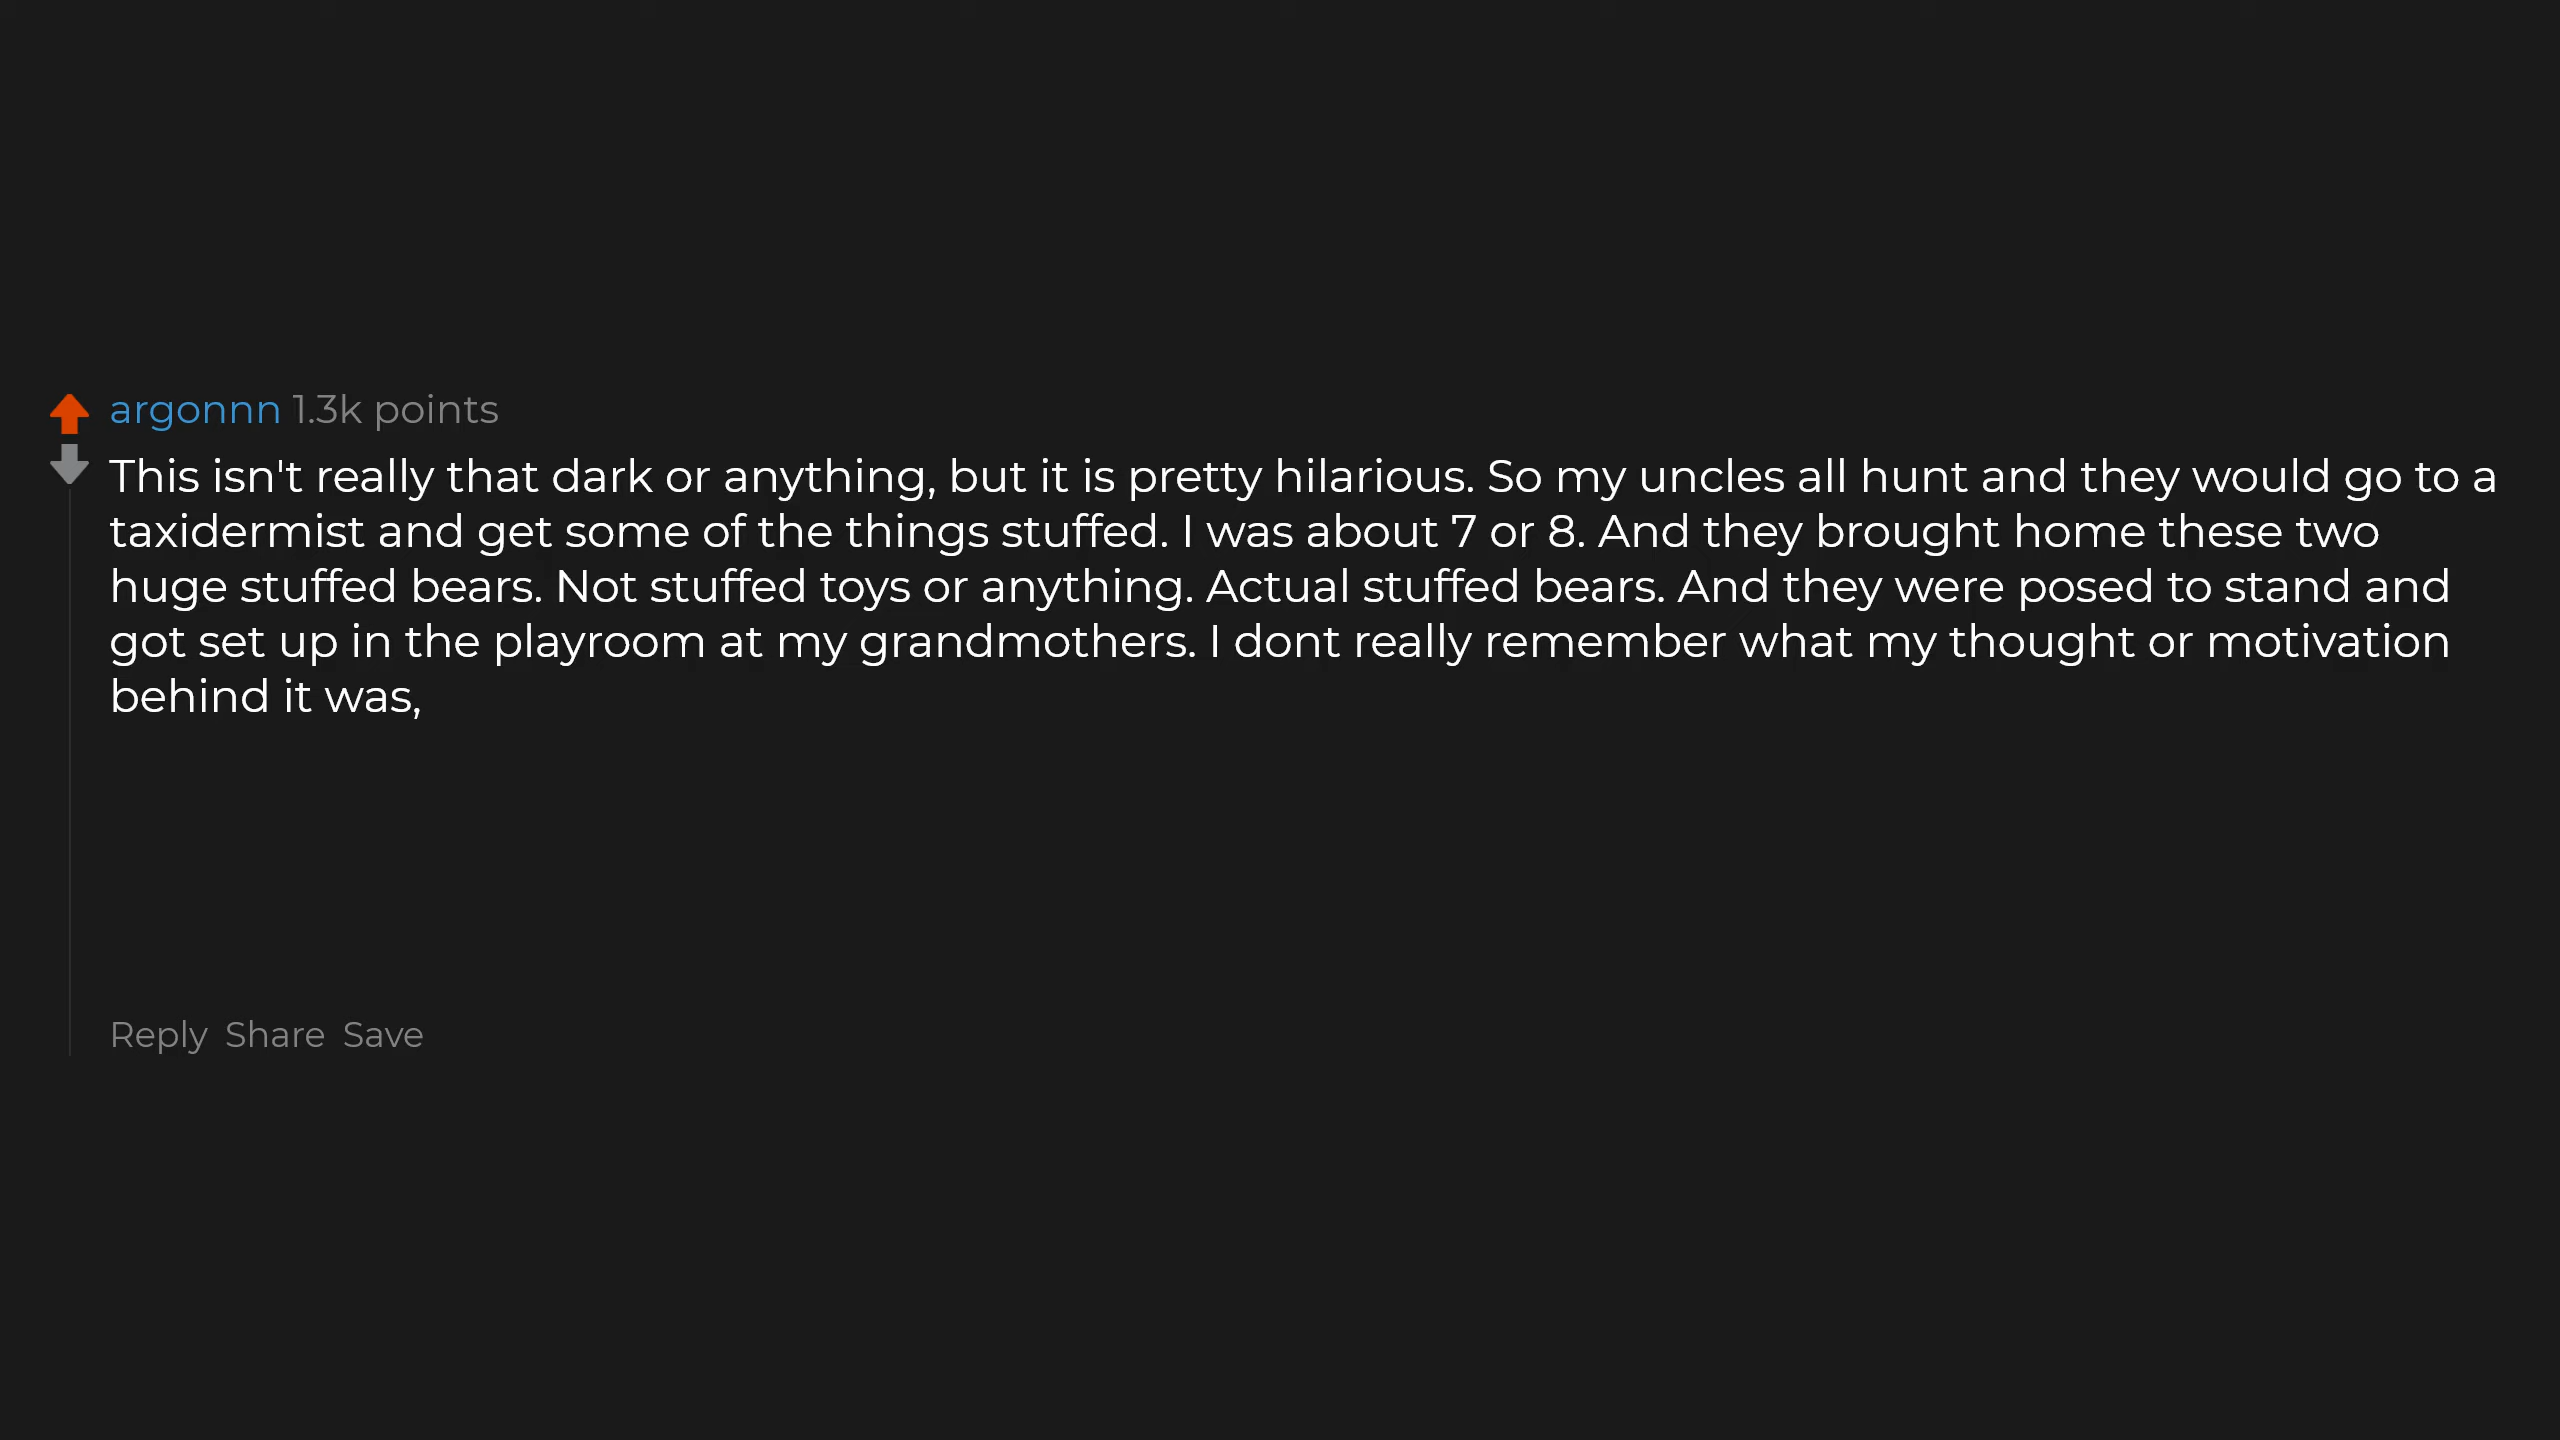 argonnn 1.3k points
This isn't really that dark or anything, but it is pretty hilarious. So my uncles all hunt and they would go to a
taxidermist and get some of the things stuffed. I was about 7 or 8. And they brought home these two
huge stuffed bears. Not stuffed toys or anything. Actual stuffed bears. And they were posed to stand and
got set up in the playroom at my grandmothers. I dont really remember what my thought or motivation
behind it was,
Reply Share Save